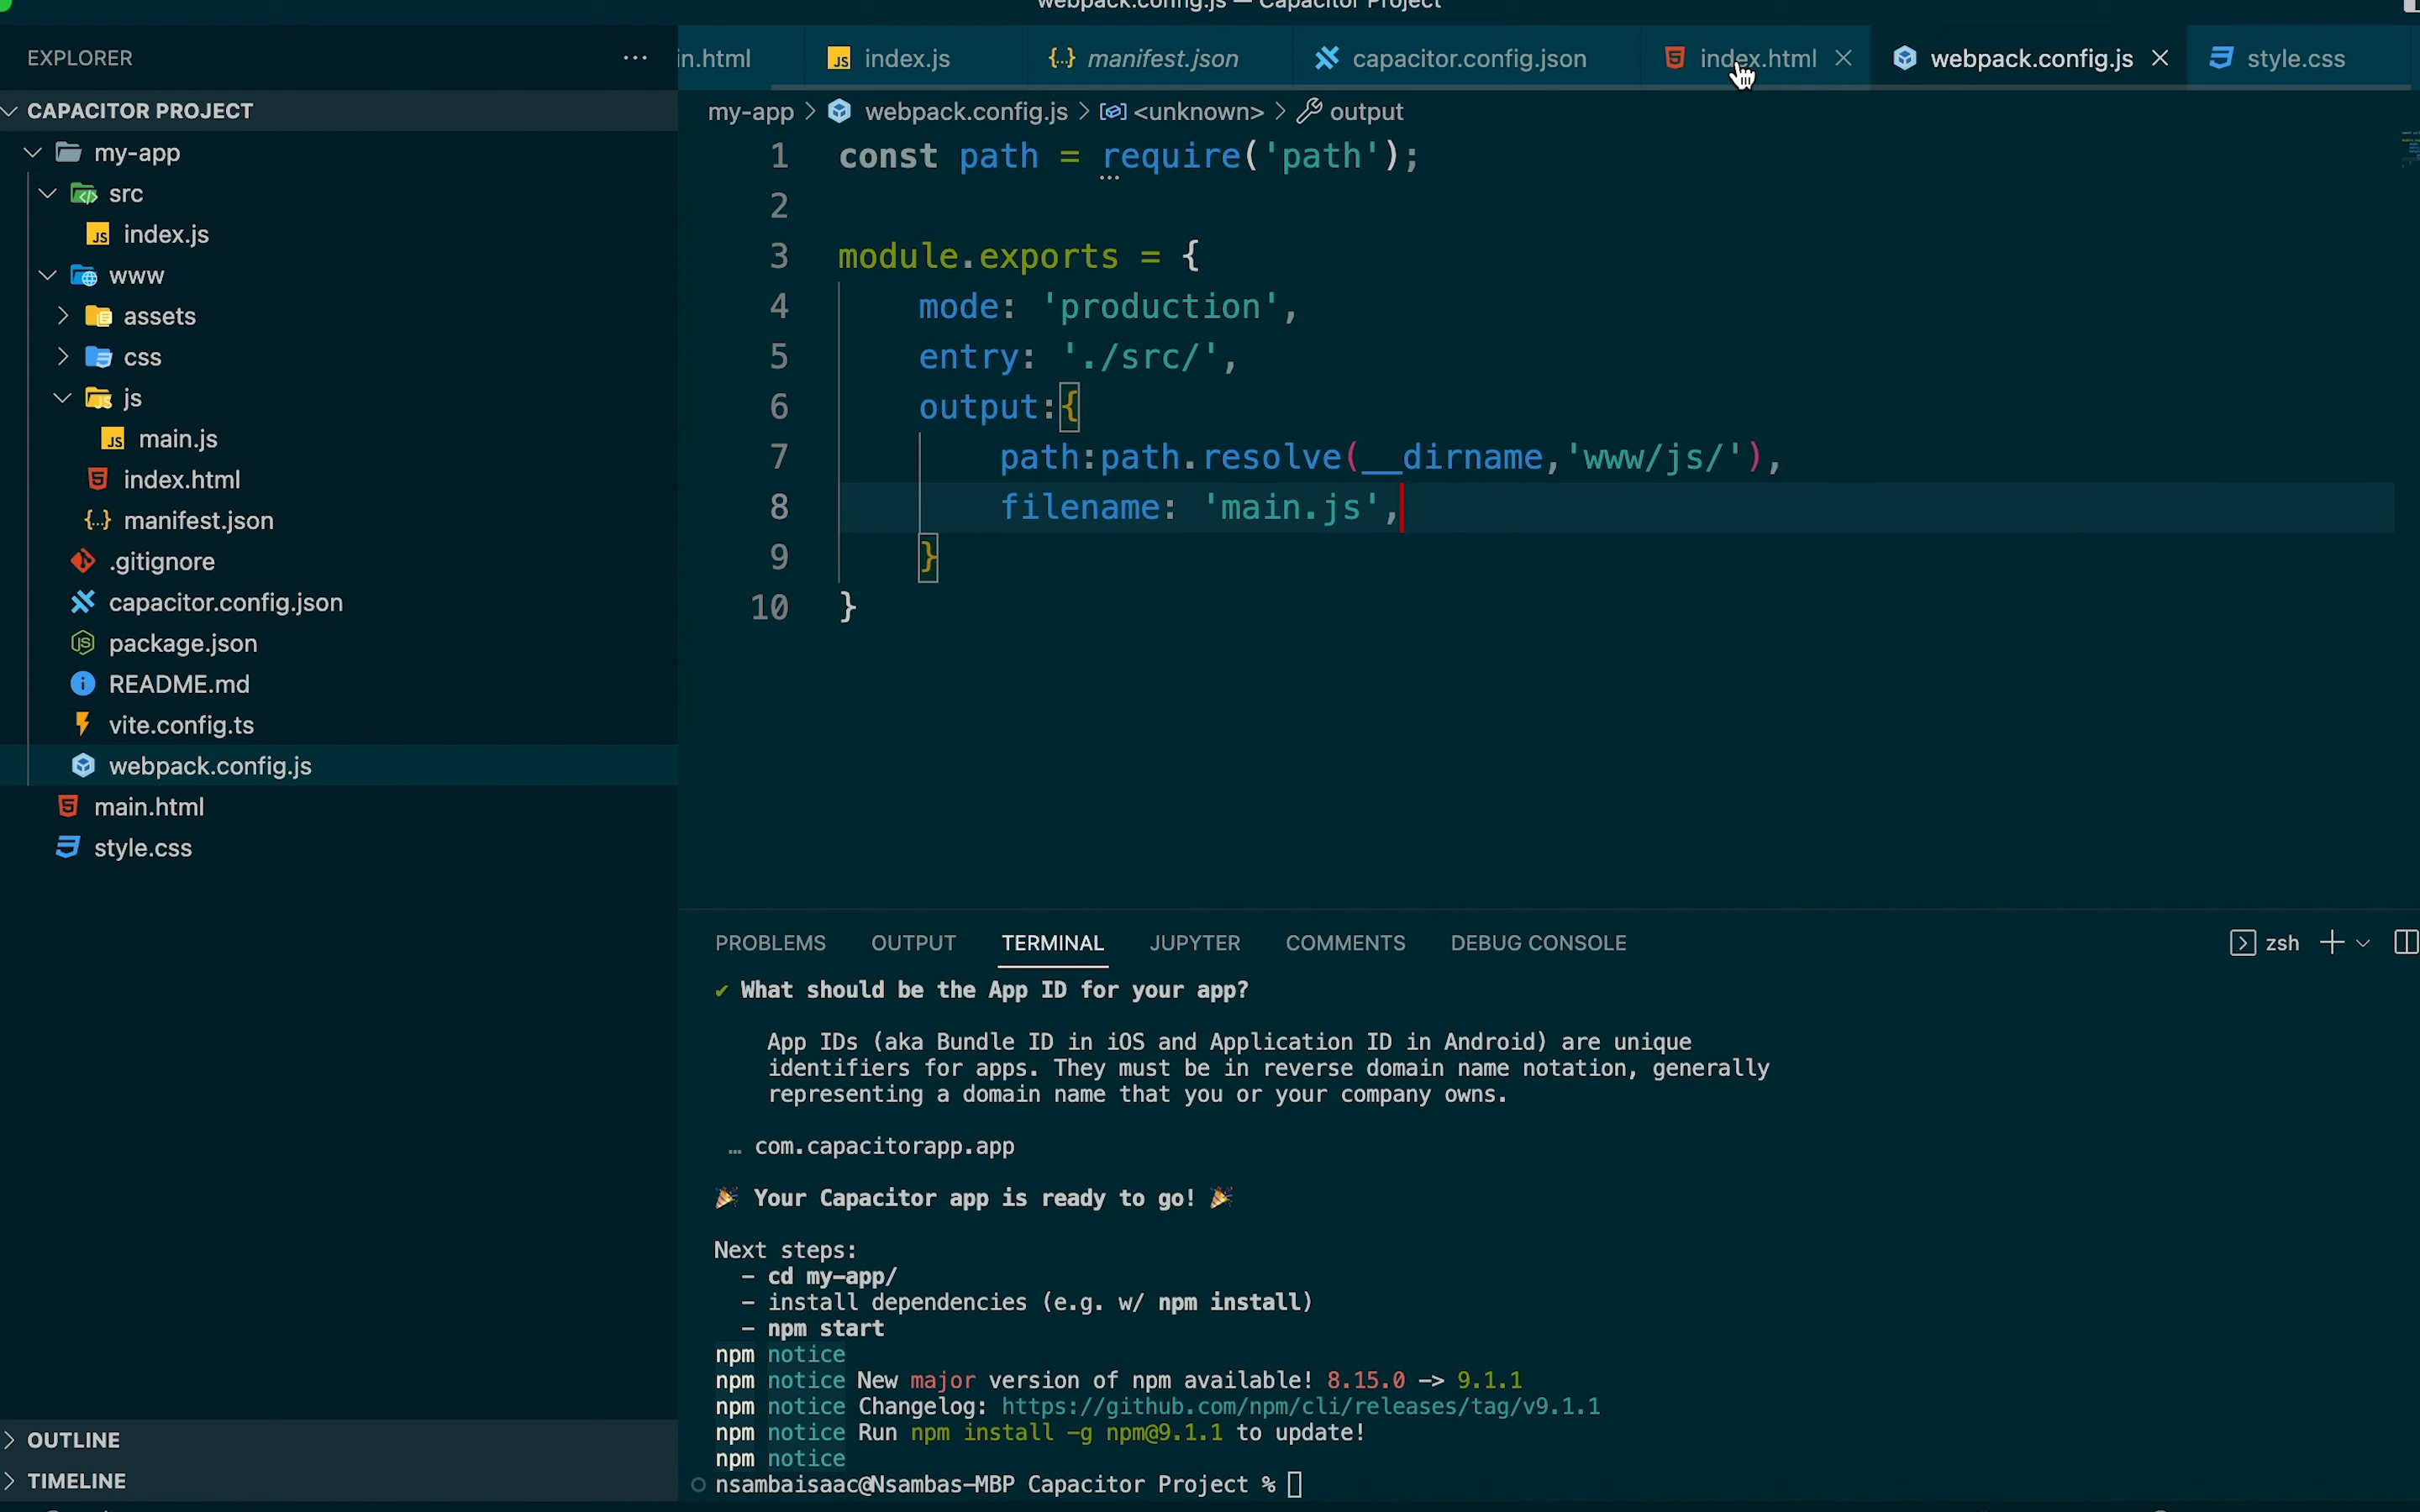 webpack.config.js — Capacitor Project
EXPLORER
CAPACITOR PROJECT
my-app
src
index.js
www
assets
css
js
main.js
index.html
manifest.json
.gitignore
capacitor.config.json
package.json
README.md
vite.config.ts
webpack.config.js
main.html
style.css
OUTLINE
TIMELINE
in.html index.js manifest.json capacitor.config.json index.html webpack.config.js style.css
my-app > webpack.config.js > <unknown> > output
1 const path = require('path');
2
3 module.exports = {
4 mode: 'production',
5 entry: './src/',
6 output:{
7 path:path.resolve(__dirname,'www/js/'),
8 filename: 'main.js',
9 }
10 }
PROBLEMS OUTPUT TERMINAL JUPYTER COMMENTS DEBUG CONSOLE zsh
✔ What should be the App ID for your app?
App IDs (aka Bundle ID in iOS and Application ID in Android) are unique
identifiers for apps. They must be in reverse domain name notation, generally
representing a domain name that you or your company owns.
… com.capacitorapp.app
🎉 Your Capacitor app is ready to go! 🎉
Next steps:
- cd my-app/
- install dependencies (e.g. w/ npm install)
- npm start
npm notice
npm notice New major version of npm available! 8.15.0 -> 9.1.1
npm notice Changelog: https://github.com/npm/cli/releases/tag/v9.1.1
npm notice Run npm install -g npm@9.1.1 to update!
npm notice
nsambaisaac@Nsambas-MBP Capacitor Project %